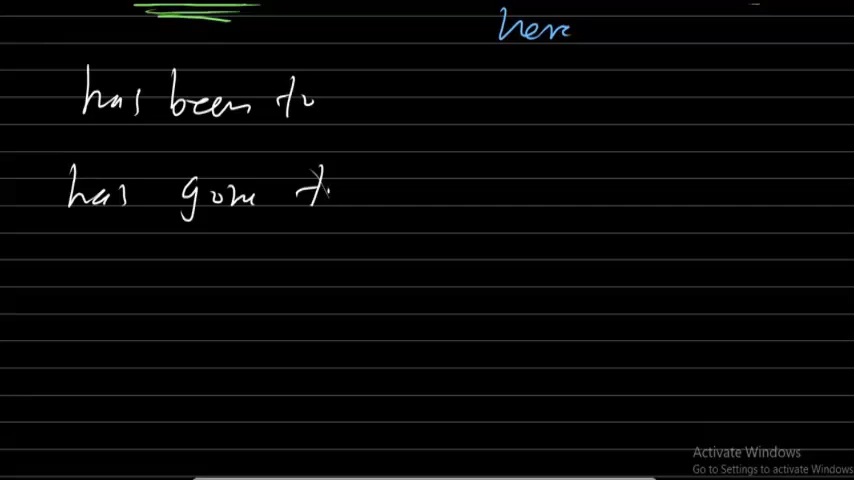 here
has been to
has gone t
Activate Windows
Go to Settings to activate Windows